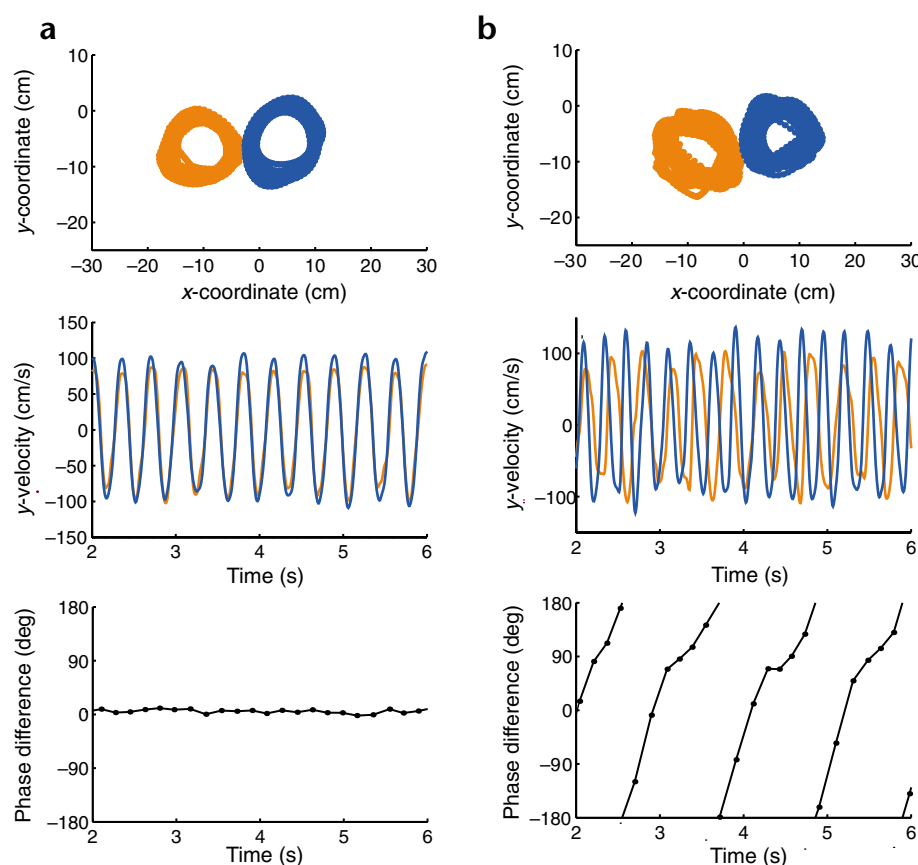 a
10
0
−10
−20
y-coordinate (cm)
−30 −20 −10 0 10 20 30
x-coordinate (cm)
150
100
50
0
−50
−100
−150
y-velocity (cm/s)
2 3 4 5 6
Time (s)
180
90
0
−90
−180
Phase difference (deg)
2 3 4 5 6
Time (s)
b
10
0
−10
−20
y-coordinate (cm)
−30 −20 −10 0 10 20 30
x-coordinate (cm)
100
0
−100
y-velocity (cm/s)
2 3 4 5 6
Time (s)
180
90
0
−90
−180
Phase difference (deg)
2 3 4 5 6
Time (s)